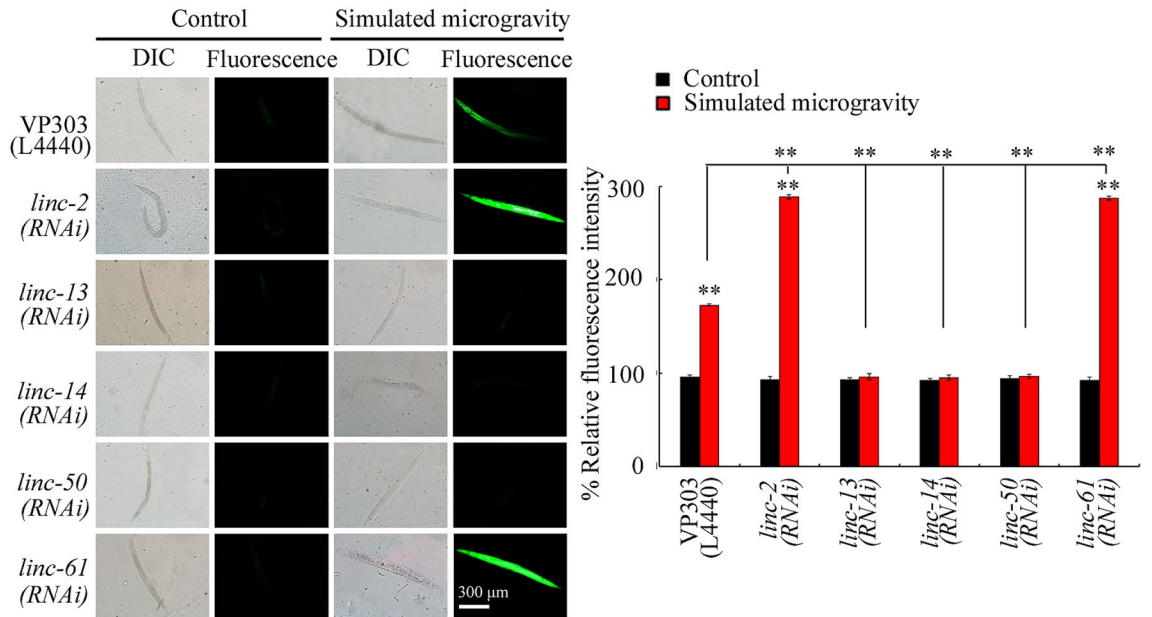 Control Simulated microgravity
DIC Fluorescence DIC Fluorescence
VP303
(L4440)
linc-2
(RNAi)
linc-13
(RNAi)
linc-14
(RNAi)
linc-50
(RNAi)
linc-61
(RNAi)
300 μm
Control
Simulated microgravity
** ** ** ** **
** ** **
% Relative fluorescence intensity
300
200
100
0
VP303
(L4440)
linc-2
(RNAi)
linc-13
(RNAi)
linc-14
(RNAi)
linc-50
(RNAi)
linc-61
(RNAi)